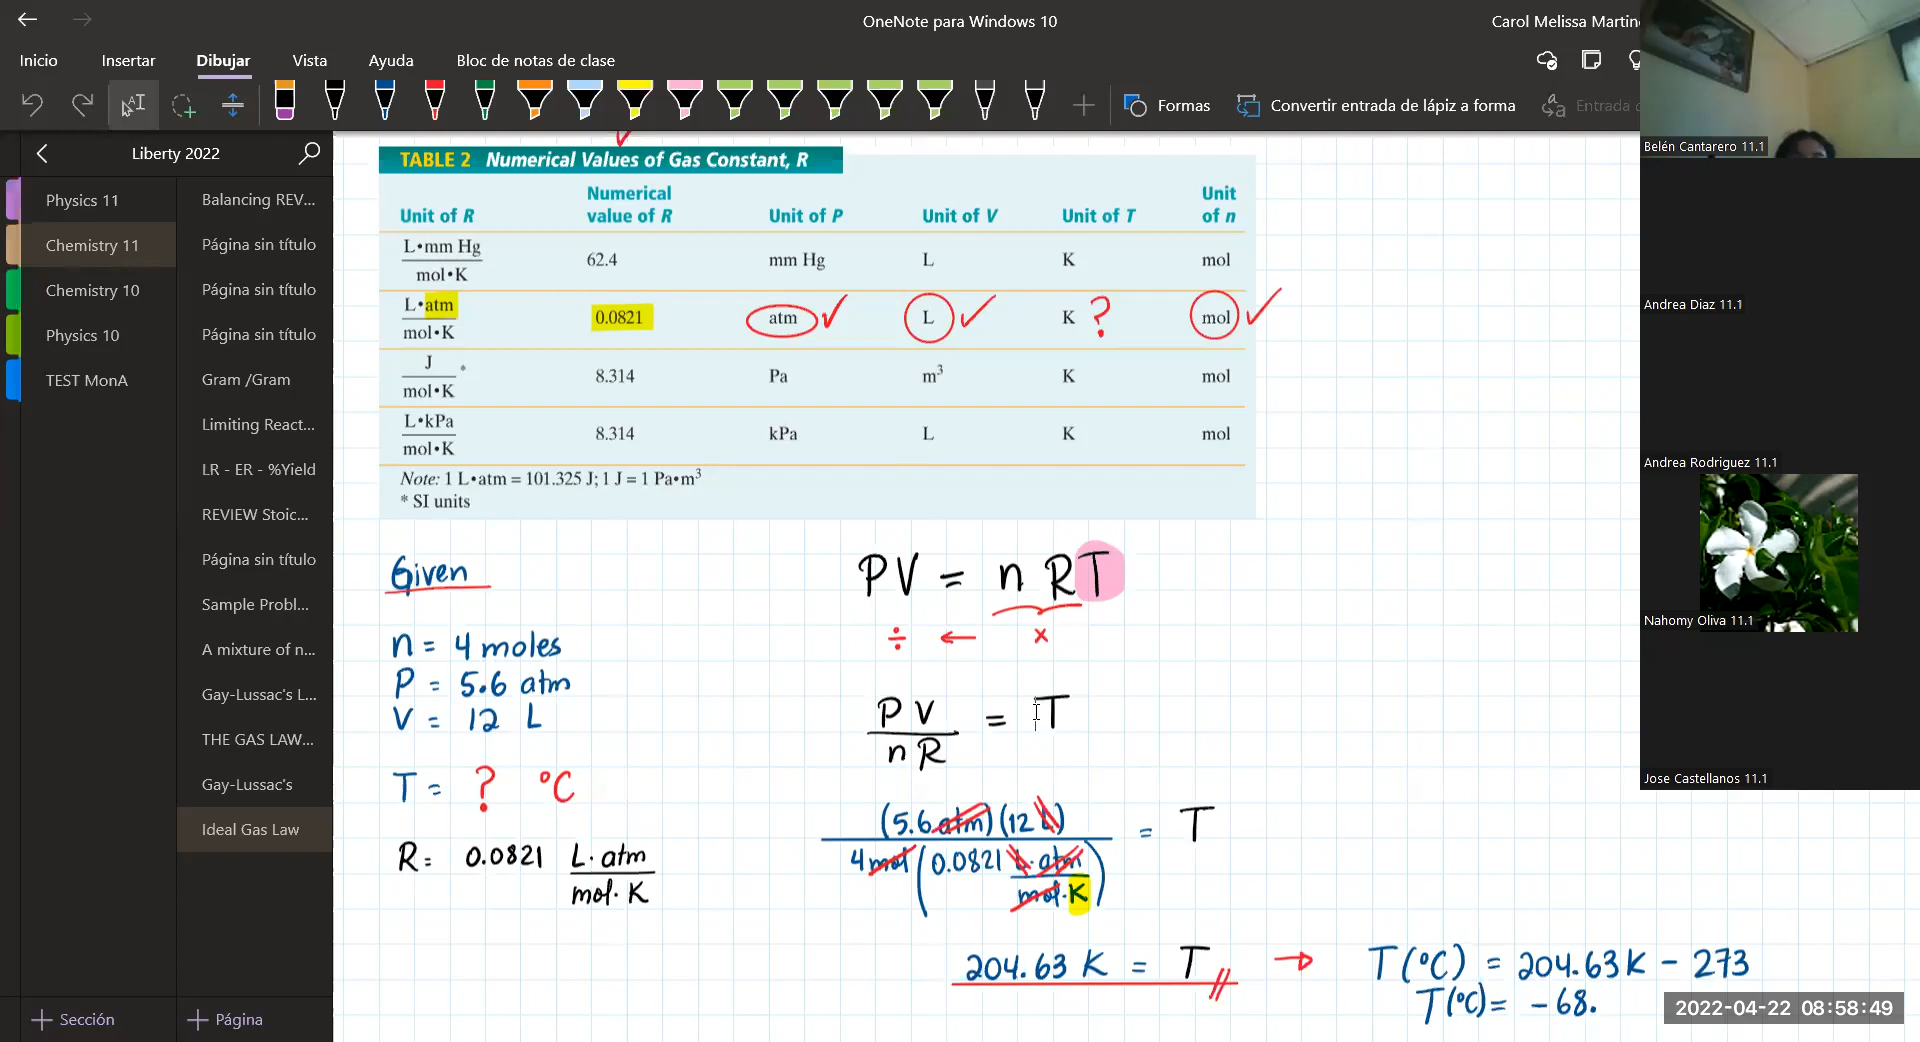 OneNote para Windows 10
Carol Melissa Martin
Inicio
Insertar
Dibujar
Vista
Ayuda
Bloc de notas de clase
Formas
Convertir entrada de lápiz a forma
Entrada
Liberty 2022
Physics 11
Chemistry 11
Chemistry 10
Physics 10
TEST MonA
Balancing REV...
Página sin título
Página sin título
Página sin título
Gram /Gram
Limiting React...
LR - ER - %Yield
REVIEW Stoic...
Página sin título
Sample Probl...
A mixture of n...
Gay-Lussac's L...
THE GAS LAW...
Gay-Lussac's
Ideal Gas Law
Sección
Página
TABLE 2 Numerical Values of Gas Constant, R
Unit of R Numerical value of R Unit of P Unit of V Unit of T Unit of n
L•mm Hg / mol•K 62.4 mm Hg L K mol
L•atm / mol•K 0.0821 atm L K ? mol
J / mol•K * 8.314 Pa m³ K mol
L•kPa / mol•K 8.314 kPa L K mol
Note: 1 L•atm = 101.325 J; 1 J = 1 Pa•m³
* SI units
Given
n = 4 moles
P = 5.6 atm
V = 12 L
T = ? °C
R: 0.0821 L·atm / mol·K
PV = n RT
÷ ← ×
PV / nR = T
(5.6 atm)(12 L) / 4 mol (0.0821 L·atm / mol·K) = T
204.63 K = T → T(°C) = 204.63K - 273
T(°C) = -68.
Belén Cantarero 11.1
Andrea Diaz 11.1
Andrea Rodriguez 11.1
Nahomy Oliva 11.1
Jose Castellanos 11.1
2022-04-22 08:58:49